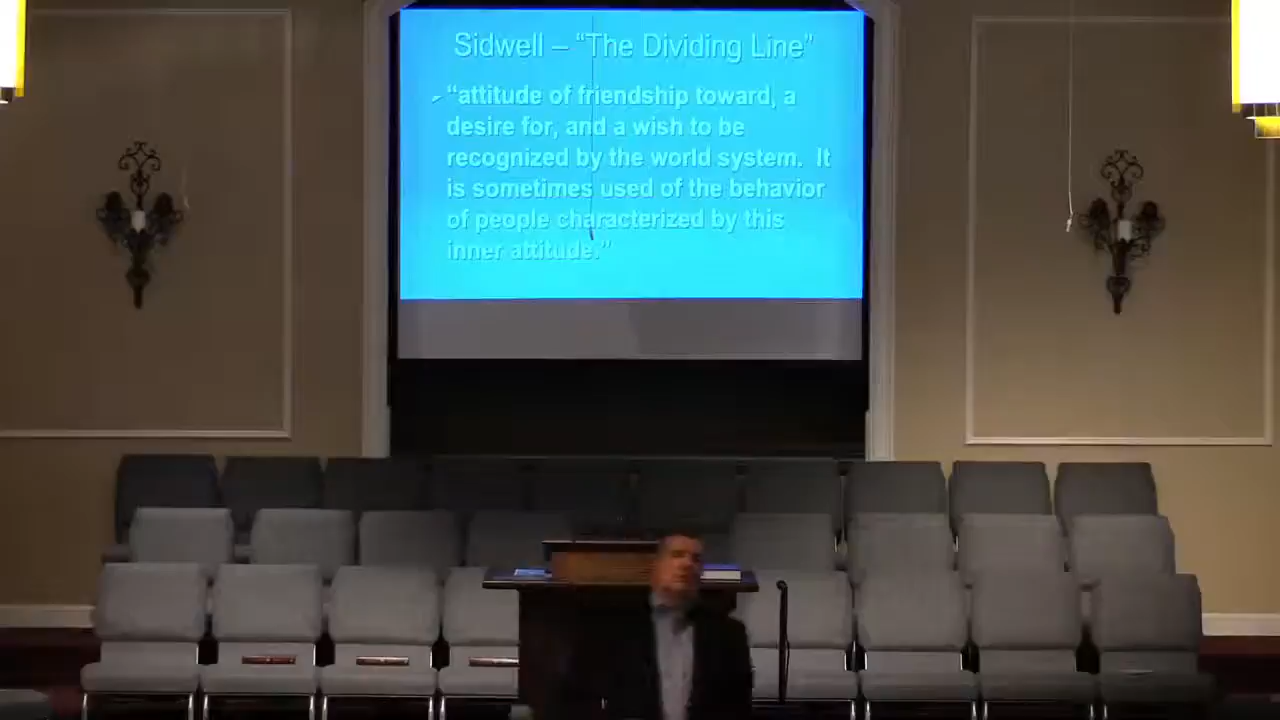 Sidwell – “The Dividing Line”
“attitude of friendship toward, a
desire for, and a wish to be
recognized by the world system.  It
is sometimes used of the behavior
of people characterized by this
inner attitude.”